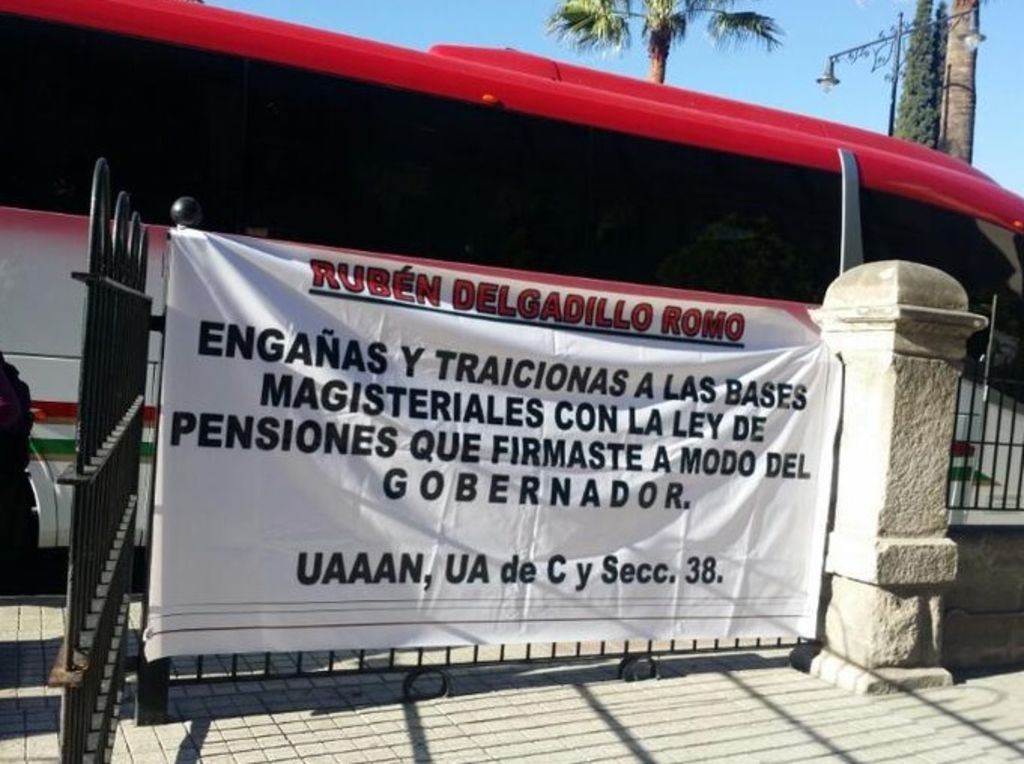 RUBÉN DELGADILLO ROMO
ENGAÑAS Y TRAICIONAS A LAS BASES
MAGISTERIALES CON LA LEY DE
PENSIONES QUE FIRMASTE A MODO DEL
GOBERNADOR.
UAAAN, UA de C y Secc. 38.